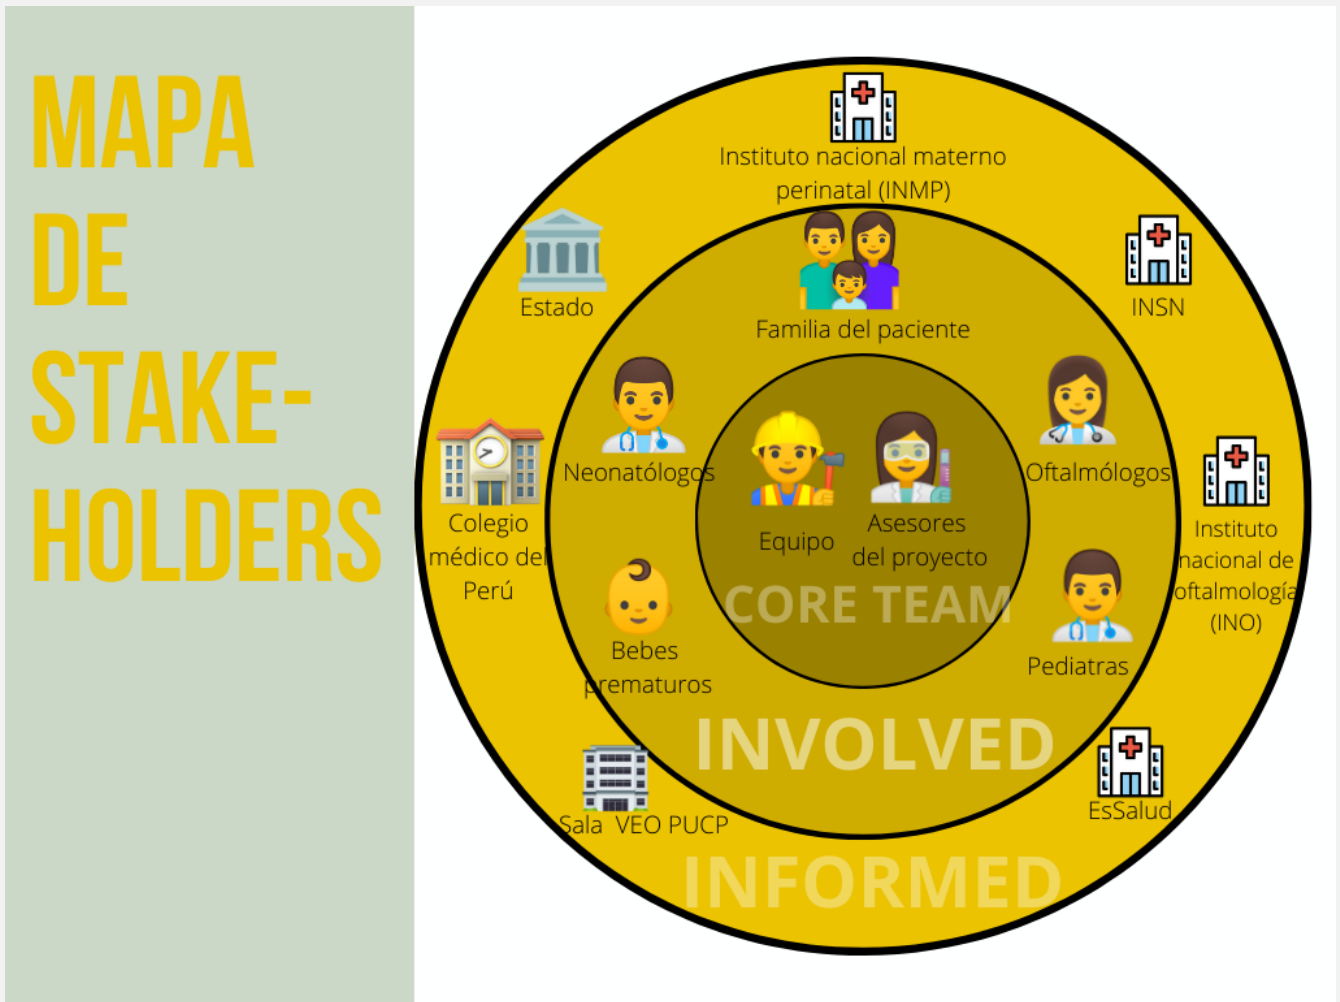 MAPA
DE
STAKE-
HOLDERS
Instituto nacional materno
perinatal (INMP)
Estado
INSN
Familia del paciente
Neonatólogos
Oftalmólogos
Colegio
médico del
Perú
Equipo
Asesores
del proyecto
Instituto
nacional de
oftalmología
(INO)
CORE TEAM
Bebes
prematuros
Pediatras
INVOLVED
Sala VEO PUCP
EsSalud
INFORMED